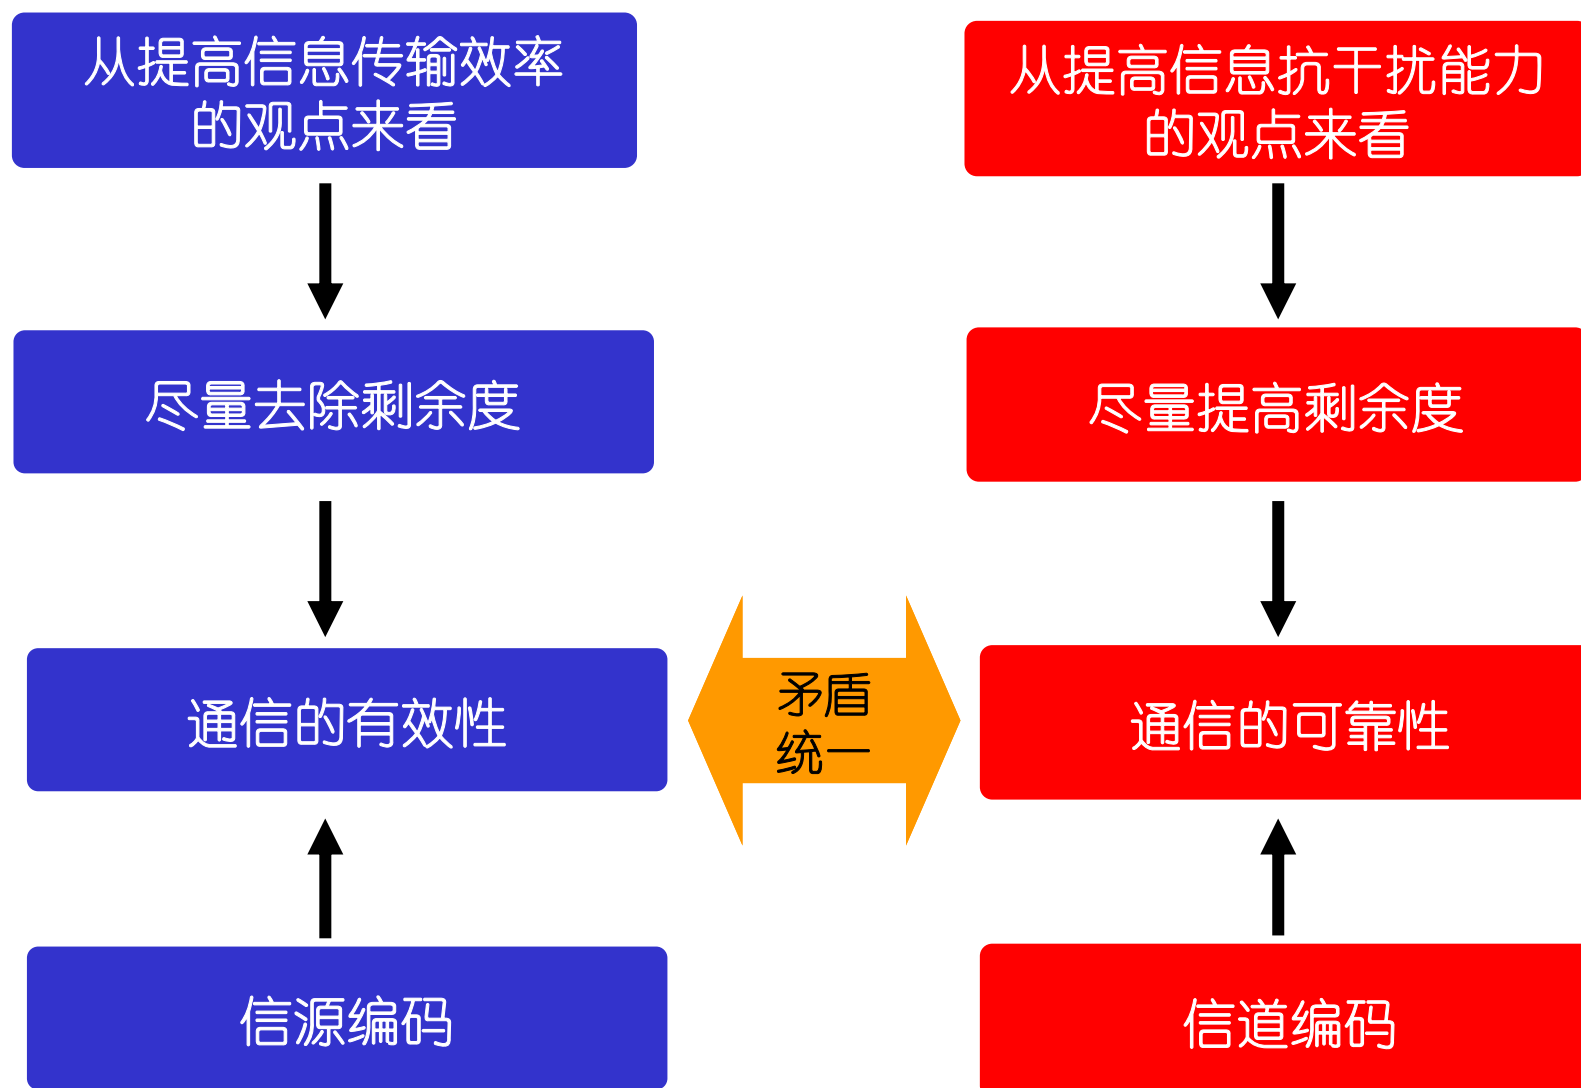 从提高信息传输效率
的观点来看
尽量去除剩余度
通信的有效性
信源编码
矛盾
统一
从提高信息抗干扰能力
的观点来看
尽量提高剩余度
通信的可靠性
信道编码